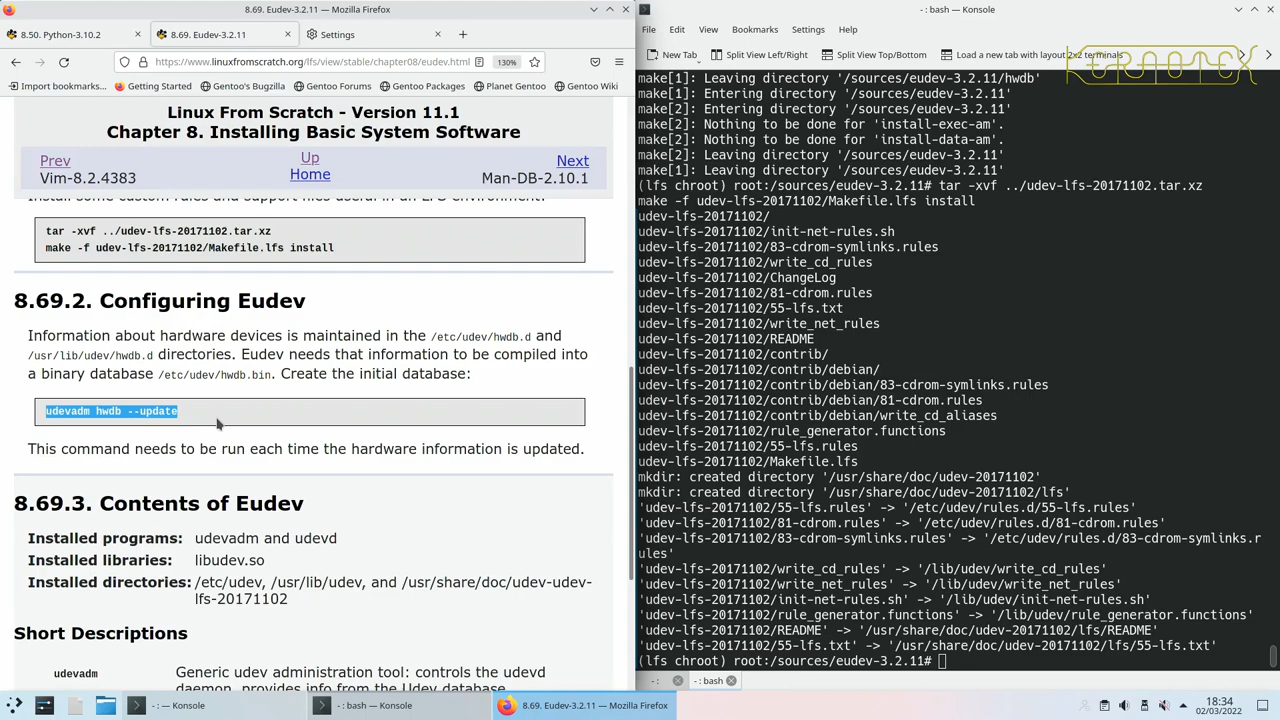 8.69. Eudev-3.2.11 — Mozilla Firefox
8.50. Python-3.10.2
8.69. Eudev-3.2.11
Settings
https://www.linuxfromscratch.org/lfs/view/stable/chapter08/eudev.html
130%
Import bookmarks...
Getting Started
Gentoo's Bugzilla
Gentoo Forums
Gentoo Packages
Planet Gentoo
Gentoo Wiki
Linux From Scratch - Version 11.1
Chapter 8. Installing Basic System Software
Prev
Up
Next
Vim-8.2.4383
Home
Man-DB-2.10.1
Install some custom rules and support files useful in an LFS environment:
tar -xvf ../udev-lfs-20171102.tar.xz
make -f udev-lfs-20171102/Makefile.lfs install
8.69.2. Configuring Eudev
Information about hardware devices is maintained in the /etc/udev/hwdb.d and
/usr/lib/udev/hwdb.d directories. Eudev needs that information to be compiled into
a binary database /etc/udev/hwdb.bin. Create the initial database:
udevadm hwdb --update
This command needs to be run each time the hardware information is updated.
8.69.3. Contents of Eudev
Installed programs: udevadm and udevd
Installed libraries: libudev.so
Installed directories: /etc/udev, /usr/lib/udev, and /usr/share/doc/udev-udev-
lfs-20171102
Short Descriptions
udevadm
Generic udev administration tool: controls the udevd
daemon, provides info from the Udev database,
- : bash — Konsole
File Edit View Bookmarks Settings Help
New Tab
Split View Left/Right
Split View Top/Bottom
Load a new tab with layout 2x2 terminals
KERNOTEX
make[1]: Leaving directory '/sources/eudev-3.2.11/hwdb'
make[1]: Entering directory '/sources/eudev-3.2.11'
make[2]: Entering directory '/sources/eudev-3.2.11'
make[2]: Nothing to be done for 'install-exec-am'.
make[2]: Nothing to be done for 'install-data-am'.
make[2]: Leaving directory '/sources/eudev-3.2.11'
make[1]: Leaving directory '/sources/eudev-3.2.11'
(lfs chroot) root:/sources/eudev-3.2.11# tar -xvf ../udev-lfs-20171102.tar.xz
make -f udev-lfs-20171102/Makefile.lfs install
udev-lfs-20171102/
udev-lfs-20171102/init-net-rules.sh
udev-lfs-20171102/83-cdrom-symlinks.rules
udev-lfs-20171102/write_cd_rules
udev-lfs-20171102/ChangeLog
udev-lfs-20171102/81-cdrom.rules
udev-lfs-20171102/55-lfs.txt
udev-lfs-20171102/write_net_rules
udev-lfs-20171102/README
udev-lfs-20171102/contrib/
udev-lfs-20171102/contrib/debian/
udev-lfs-20171102/contrib/debian/83-cdrom-symlinks.rules
udev-lfs-20171102/contrib/debian/81-cdrom.rules
udev-lfs-20171102/contrib/debian/write_cd_aliases
udev-lfs-20171102/rule_generator.functions
udev-lfs-20171102/55-lfs.rules
udev-lfs-20171102/Makefile.lfs
mkdir: created directory '/usr/share/doc/udev-20171102'
mkdir: created directory '/usr/share/doc/udev-20171102/lfs'
'udev-lfs-20171102/55-lfs.rules' -> '/etc/udev/rules.d/55-lfs.rules'
'udev-lfs-20171102/81-cdrom.rules' -> '/etc/udev/rules.d/81-cdrom.rules'
'udev-lfs-20171102/83-cdrom-symlinks.rules' -> '/etc/udev/rules.d/83-cdrom-symlinks.r
ules'
'udev-lfs-20171102/write_cd_rules' -> '/lib/udev/write_cd_rules'
'udev-lfs-20171102/write_net_rules' -> '/lib/udev/write_net_rules'
'udev-lfs-20171102/init-net-rules.sh' -> '/lib/udev/init-net-rules.sh'
'udev-lfs-20171102/rule_generator.functions' -> '/lib/udev/rule_generator.functions'
'udev-lfs-20171102/README' -> '/usr/share/doc/udev-20171102/lfs/README'
'udev-lfs-20171102/55-lfs.txt' -> '/usr/share/doc/udev-20171102/lfs/55-lfs.txt'
(lfs chroot) root:/sources/eudev-3.2.11#
- :
- : bash
- : — Konsole
- : bash — Konsole
8.69. Eudev-3.2.11 — Mozilla Firefox
18:34
02/03/2022